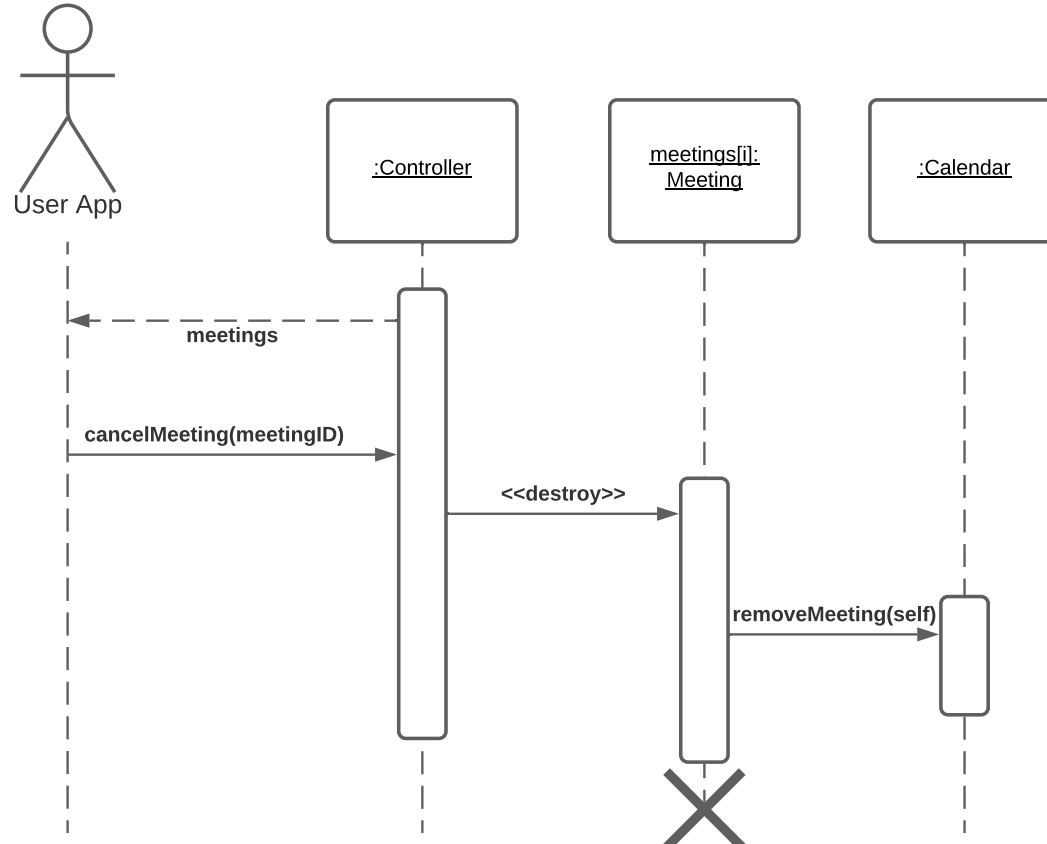 User App
:Controller
meetings[i]:
Meeting
:Calendar
meetings
cancelMeeting(meetingID)
<<destroy>>
removeMeeting(self)